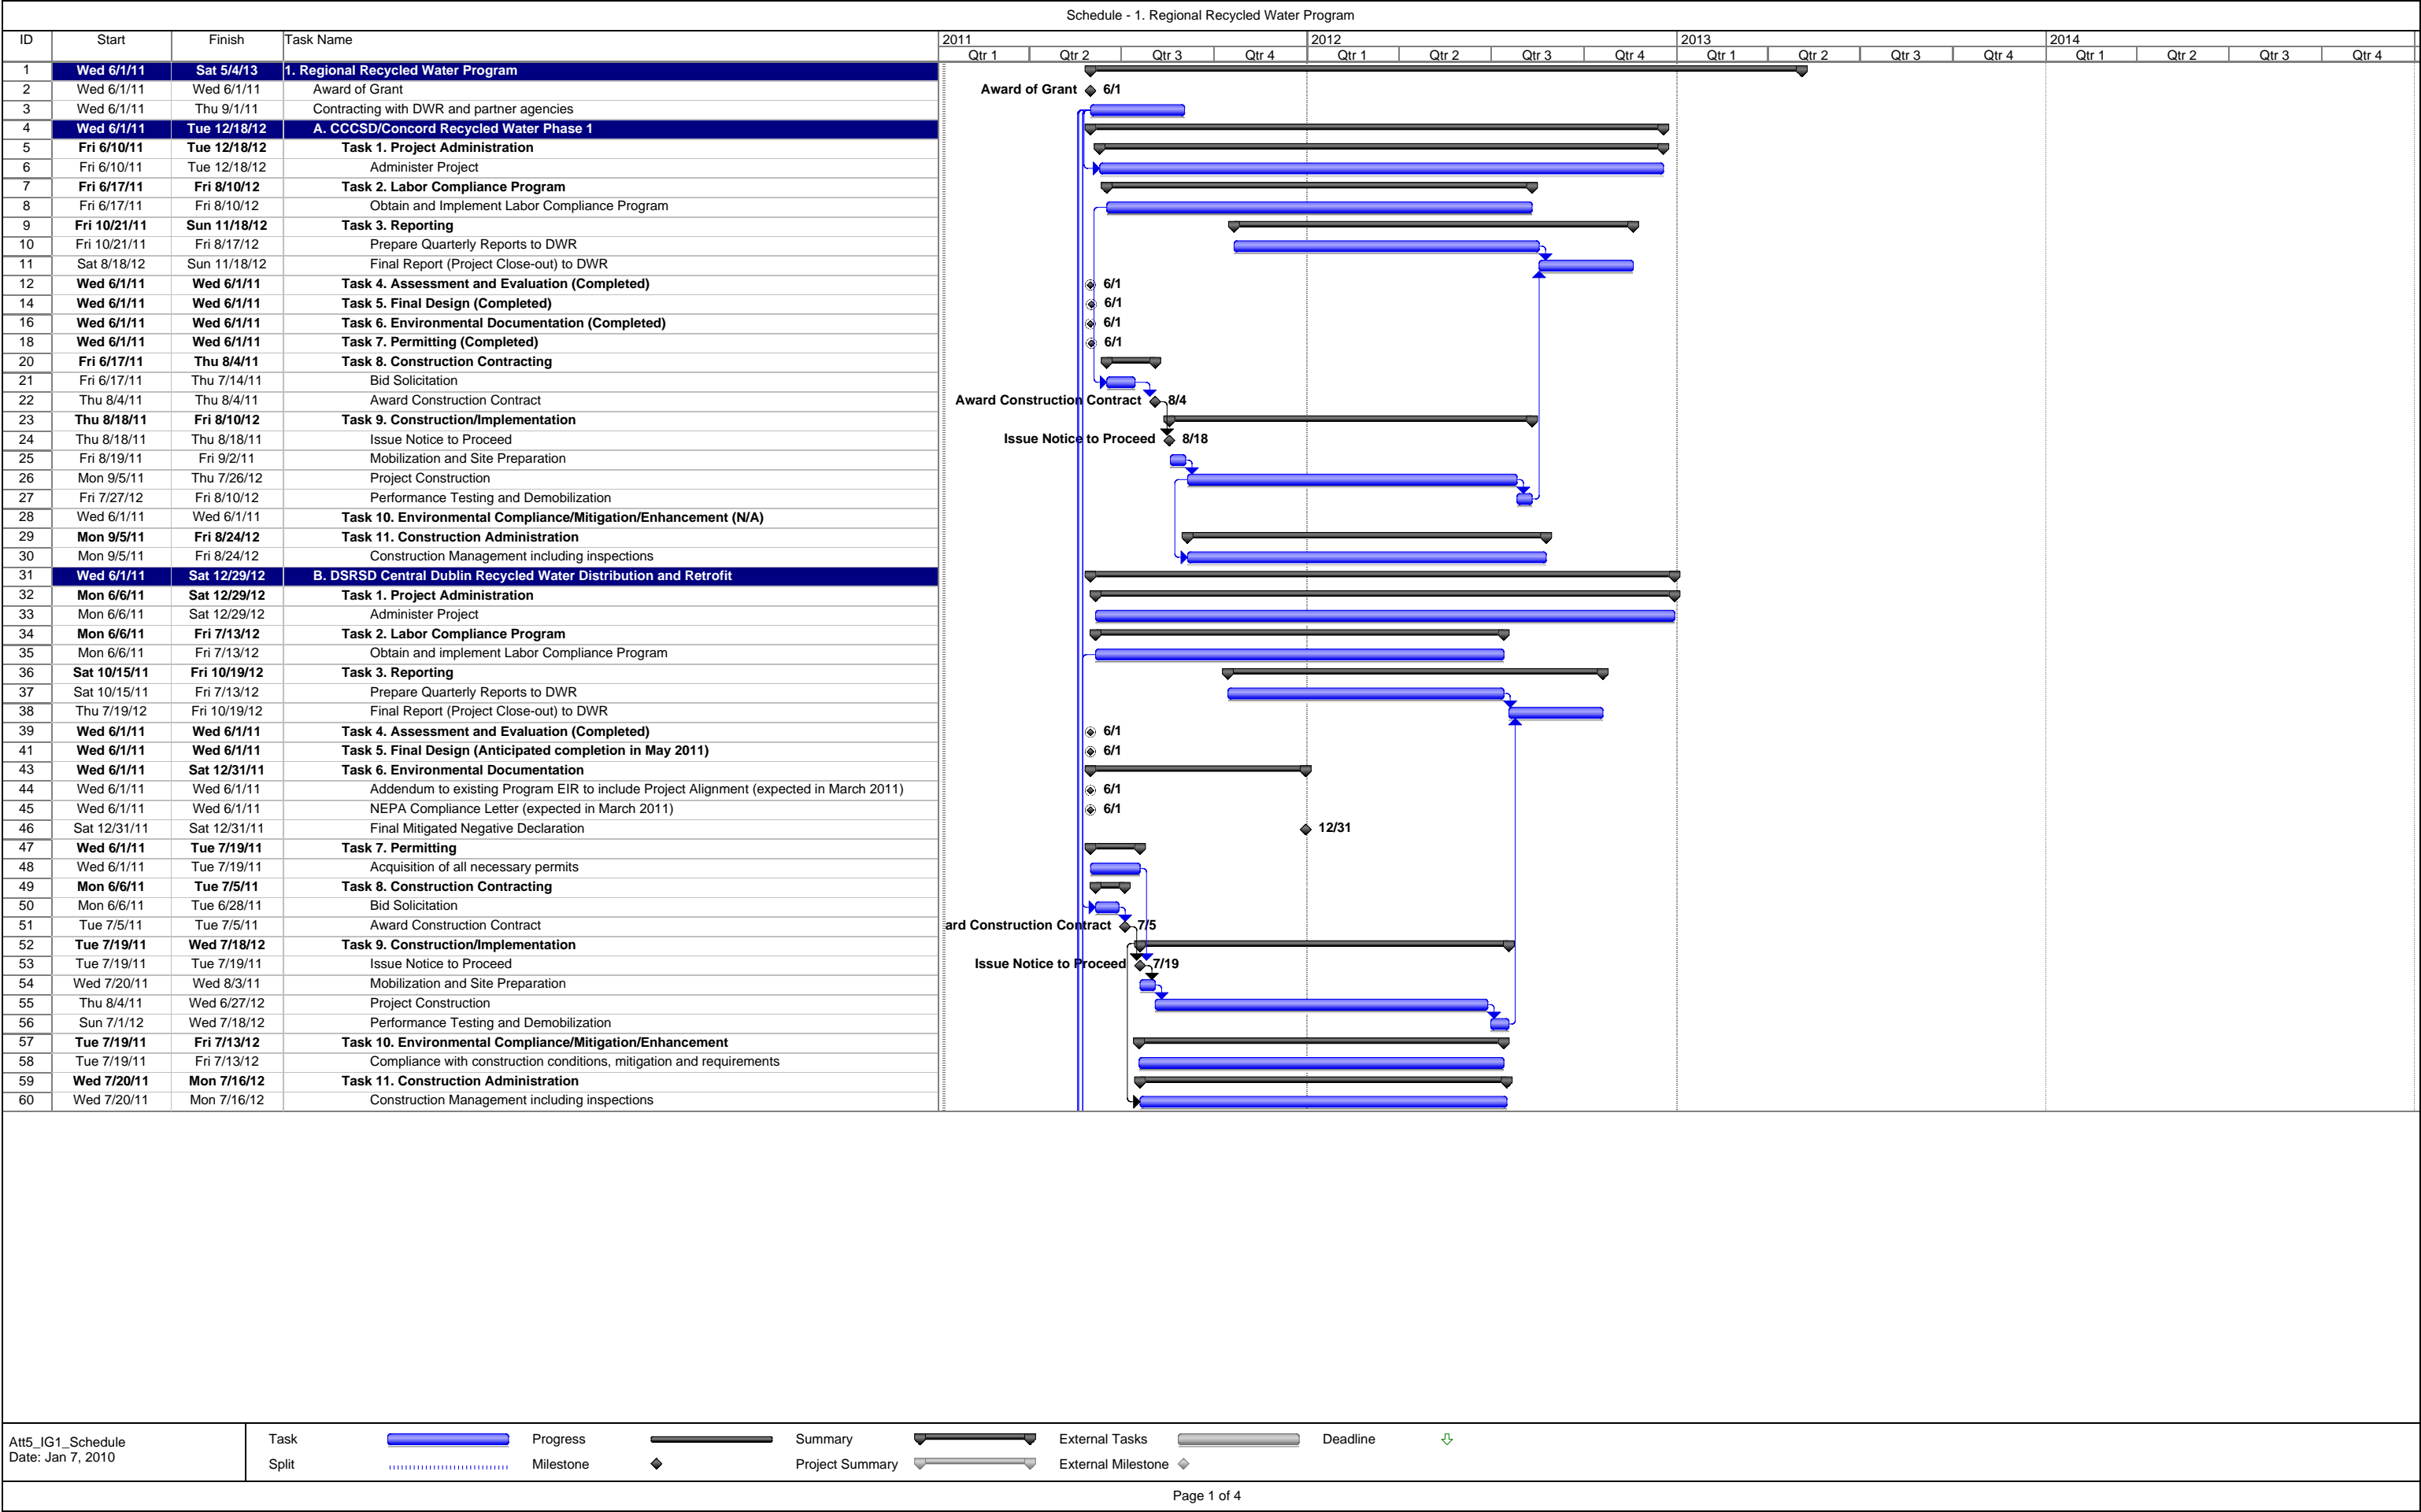 Schedule - 1. Regional Recycled Water Program
ID Start Finish Task Name 2011 2012 2013 2014
Qtr 1 Qtr 2 Qtr 3 Qtr 4 Qtr 1 Qtr 2 Qtr 3 Qtr 4 Qtr 1 Qtr 2 Qtr 3 Qtr 4 Qtr 1 Qtr 2 Qtr 3 Qtr 4
1 Wed 6/1/11 Sat 5/4/13 1. Regional Recycled Water Program
2 Wed 6/1/11 Wed 6/1/11 Award of Grant Award of Grant 6/1
3 Wed 6/1/11 Thu 9/1/11 Contracting with DWR and partner agencies
4 Wed 6/1/11 Tue 12/18/12 A. CCCSD/Concord Recycled Water Phase 1
5 Fri 6/10/11 Tue 12/18/12 Task 1. Project Administration
6 Fri 6/10/11 Tue 12/18/12 Administer Project
7 Fri 6/17/11 Fri 8/10/12 Task 2. Labor Compliance Program
8 Fri 6/17/11 Fri 8/10/12 Obtain and Implement Labor Compliance Program
9 Fri 10/21/11 Sun 11/18/12 Task 3. Reporting
10 Fri 10/21/11 Fri 8/17/12 Prepare Quarterly Reports to DWR
11 Sat 8/18/12 Sun 11/18/12 Final Report (Project Close-out) to DWR
12 Wed 6/1/11 Wed 6/1/11 Task 4. Assessment and Evaluation (Completed) 6/1
14 Wed 6/1/11 Wed 6/1/11 Task 5. Final Design (Completed) 6/1
16 Wed 6/1/11 Wed 6/1/11 Task 6. Environmental Documentation (Completed) 6/1
18 Wed 6/1/11 Wed 6/1/11 Task 7. Permitting (Completed) 6/1
20 Fri 6/17/11 Thu 8/4/11 Task 8. Construction Contracting
21 Fri 6/17/11 Thu 7/14/11 Bid Solicitation
22 Thu 8/4/11 Thu 8/4/11 Award Construction Contract Award Construction Contract 8/4
23 Thu 8/18/11 Fri 8/10/12 Task 9. Construction/Implementation
24 Thu 8/18/11 Thu 8/18/11 Issue Notice to Proceed Issue Notice to Proceed 8/18
25 Fri 8/19/11 Fri 9/2/11 Mobilization and Site Preparation
26 Mon 9/5/11 Thu 7/26/12 Project Construction
27 Fri 7/27/12 Fri 8/10/12 Performance Testing and Demobilization
28 Wed 6/1/11 Wed 6/1/11 Task 10. Environmental Compliance/Mitigation/Enhancement (N/A)
29 Mon 9/5/11 Fri 8/24/12 Task 11. Construction Administration
30 Mon 9/5/11 Fri 8/24/12 Construction Management including inspections
31 Wed 6/1/11 Sat 12/29/12 B. DSRSD Central Dublin Recycled Water Distribution and Retrofit
32 Mon 6/6/11 Sat 12/29/12 Task 1. Project Administration
33 Mon 6/6/11 Sat 12/29/12 Administer Project
34 Mon 6/6/11 Fri 7/13/12 Task 2. Labor Compliance Program
35 Mon 6/6/11 Fri 7/13/12 Obtain and implement Labor Compliance Program
36 Sat 10/15/11 Fri 10/19/12 Task 3. Reporting
37 Sat 10/15/11 Fri 7/13/12 Prepare Quarterly Reports to DWR
38 Thu 7/19/12 Fri 10/19/12 Final Report (Project Close-out) to DWR
39 Wed 6/1/11 Wed 6/1/11 Task 4. Assessment and Evaluation (Completed) 6/1
41 Wed 6/1/11 Wed 6/1/11 Task 5. Final Design (Anticipated completion in May 2011) 6/1
43 Wed 6/1/11 Sat 12/31/11 Task 6. Environmental Documentation
44 Wed 6/1/11 Wed 6/1/11 Addendum to existing Program EIR to include Project Alignment (expected in March 2011) 6/1
45 Wed 6/1/11 Wed 6/1/11 NEPA Compliance Letter (expected in March 2011) 6/1
46 Sat 12/31/11 Sat 12/31/11 Final Mitigated Negative Declaration 12/31
47 Wed 6/1/11 Tue 7/19/11 Task 7. Permitting
48 Wed 6/1/11 Tue 7/19/11 Acquisition of all necessary permits
49 Mon 6/6/11 Tue 7/5/11 Task 8. Construction Contracting
50 Mon 6/6/11 Tue 6/28/11 Bid Solicitation
51 Tue 7/5/11 Tue 7/5/11 Award Construction Contract ard Construction Contract 7/5
52 Tue 7/19/11 Wed 7/18/12 Task 9. Construction/Implementation
53 Tue 7/19/11 Tue 7/19/11 Issue Notice to Proceed Issue Notice to Proceed 7/19
54 Wed 7/20/11 Wed 8/3/11 Mobilization and Site Preparation
55 Thu 8/4/11 Wed 6/27/12 Project Construction
56 Sun 7/1/12 Wed 7/18/12 Performance Testing and Demobilization
57 Tue 7/19/11 Fri 7/13/12 Task 10. Environmental Compliance/Mitigation/Enhancement
58 Tue 7/19/11 Fri 7/13/12 Compliance with construction conditions, mitigation and requirements
59 Wed 7/20/11 Mon 7/16/12 Task 11. Construction Administration
60 Wed 7/20/11 Mon 7/16/12 Construction Management including inspections
Att5_IG1_Schedule
Date: Jan 7, 2010
Task Progress Summary External Tasks Deadline
Split Milestone Project Summary External Milestone
Page 1 of 4